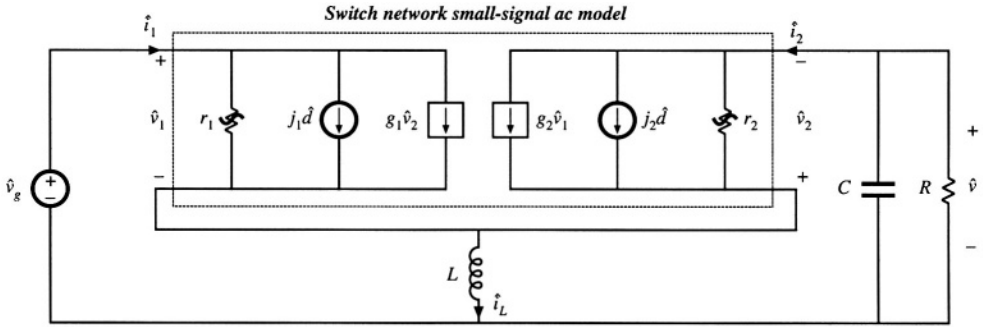 Switch network small-signal ac model
î₁
î₂
+
–
v̂₁
r₁
j₁d̂
g₁v̂₂
g₂v̂₁
j₂d̂
r₂
v̂₂
–
+
v̂g
+
–
C
R
+
v̂
–
L
îL